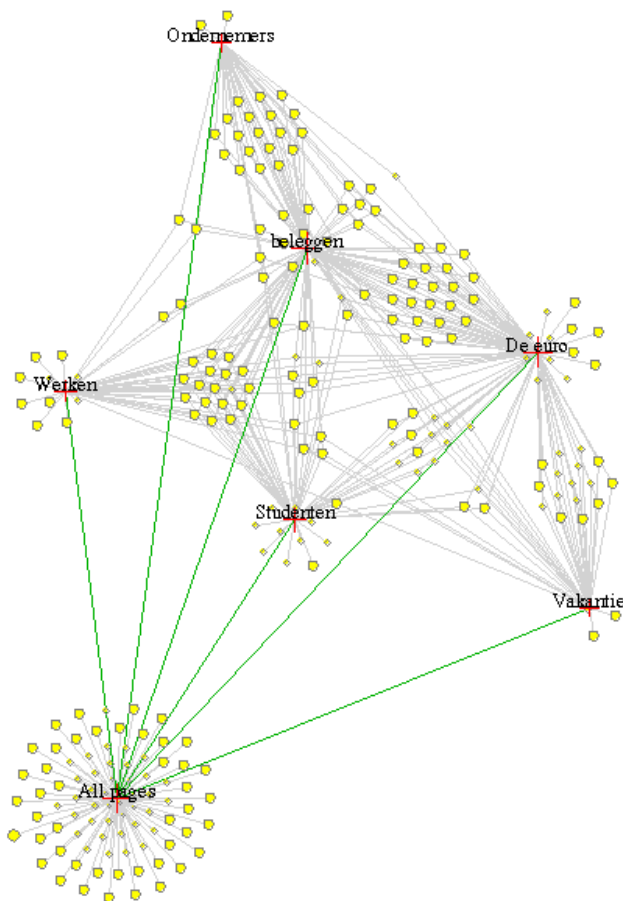 Ondernemers
beleggen
De euro
Werken
Studenten
Vakantie
All pages